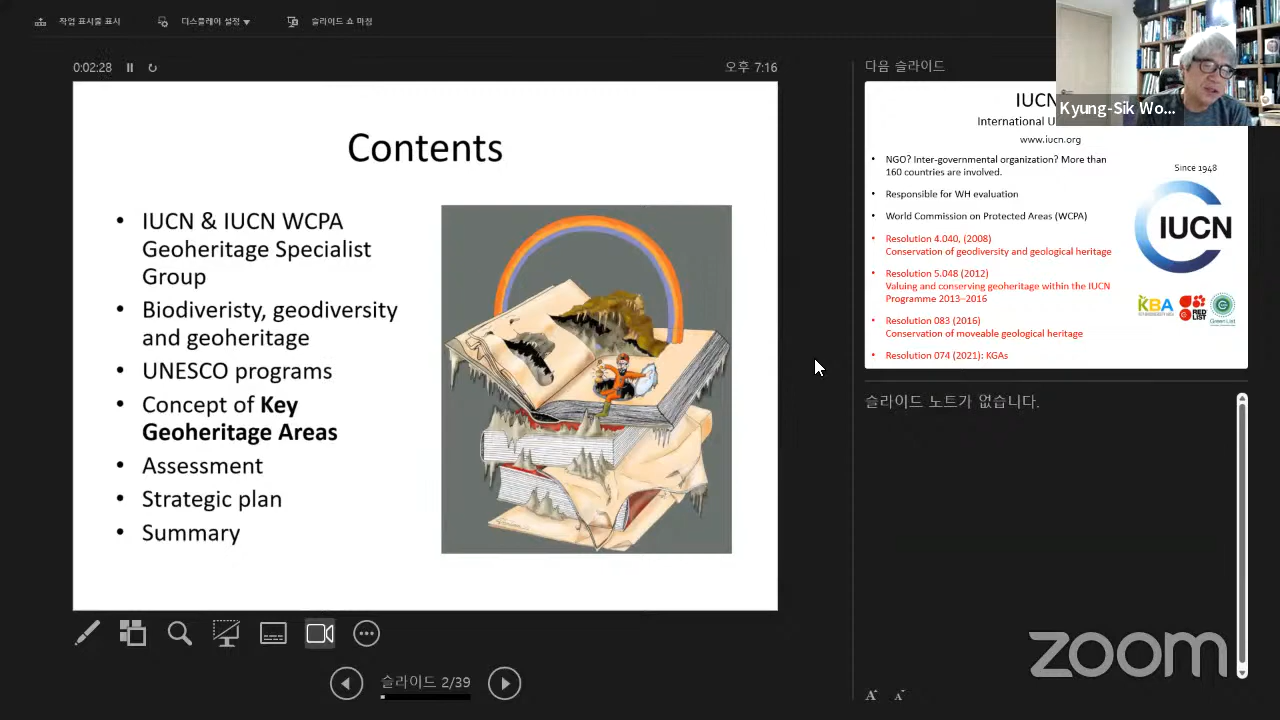 작업 표시줄 표시
디스플레이 설정
슬라이드 쇼 마침
0:02:28
오후 7:16
Contents
• IUCN & IUCN WCPA
Geoheritage Specialist
Group
• Biodiveristy, geodiversity
and geoheritage
• UNESCO programs
• Concept of Key
Geoheritage Areas
• Assessment
• Strategic plan
• Summary
슬라이드 2/39
다음 슬라이드
Kyung-Sik Wo...
IUCN
International U
www.iucn.org
• NGO? Inter-governmental organization? More than
160 countries are involved.
• Responsible for WH evaluation
• World Commission on Protected Areas (WCPA)
• Resolution 4.040, (2008)
Conservation of geodiversity and geological heritage
• Resolution 5.048 (2012)
Valuing and conserving geoheritage within the IUCN
Programme 2013–2016
• Resolution 083 (2016)
Conservation of moveable geological heritage
• Resolution 074 (2021): KGAs
Since 1948
IUCN
KBA
RED
LIST
Green List
슬라이드 노트가 없습니다.
zoom
A A